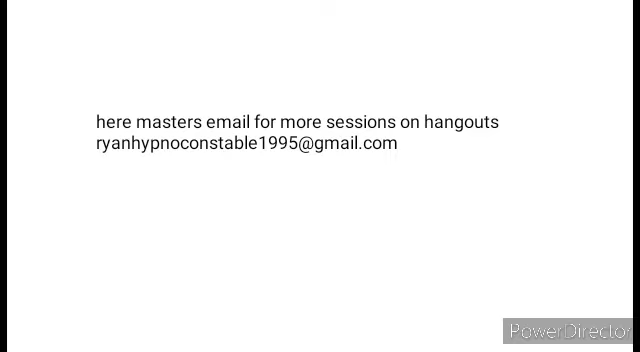 here masters email for more sessions on hangouts
ryanhypnoconstable1995@gmail.com
PowerDirector